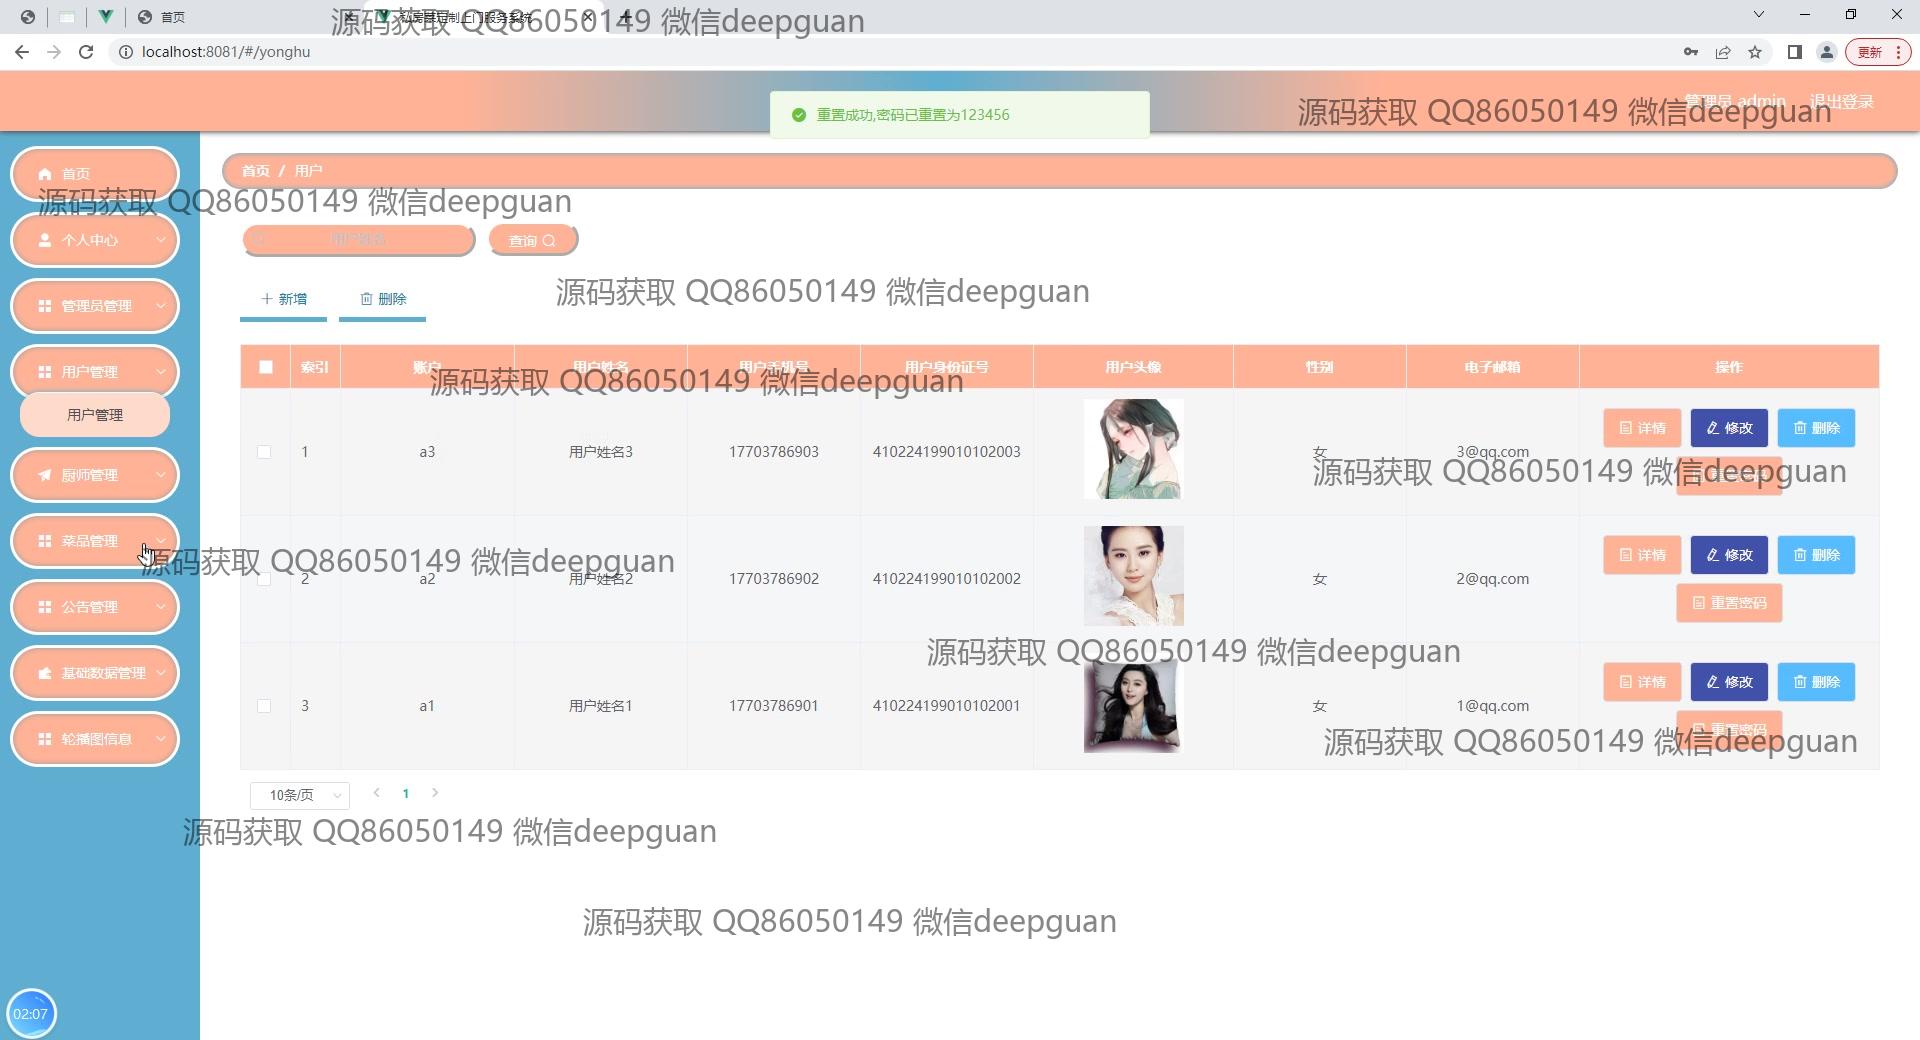 首页
私房菜定制上门服务系统
源码获取 QQ86050149 微信deepguan
localhost:8081/#/yonghu
更新
重置成功,密码已重置为123456
管理员 admin
退出登录
源码获取 QQ86050149 微信deepguan
首页
首页 / 用户
源码获取 QQ86050149 微信deepguan
个人中心
用户姓名
查询
管理员管理
新增
删除
源码获取 QQ86050149 微信deepguan
用户管理
索引 账户 用户姓名 用户手机号 用户身份证号 用户头像 性别 电子邮箱 操作
源码获取 QQ86050149 微信deepguan
用户管理
1 a3 用户姓名3 17703786903 410224199010102003 女 3@qq.com
详情 修改 删除
源码获取 QQ86050149 微信deepguan
厨师管理
菜品管理
源码获取 QQ86050149 微信deepguan
2 a2 用户姓名2 17703786902 410224199010102002 女 2@qq.com
详情 修改 删除
重置密码
公告管理
源码获取 QQ86050149 微信deepguan
基础数据管理
3 a1 用户姓名1 17703786901 410224199010102001 女 1@qq.com
详情 修改 删除
重置密码
源码获取 QQ86050149 微信deepguan
轮播图信息
10条/页
1
源码获取 QQ86050149 微信deepguan
源码获取 QQ86050149 微信deepguan
02:07